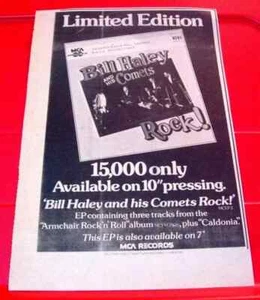 Limited Edition
MCA
Bill Haley
AND HIS
Comets
Rock!
15,000 only
Available on 10" pressing.
'Bill Haley and his Comets Rock!'
EP containing three tracks from the
"Armchair Rock 'n' Roll" album
plus "Caldonia".
This EP is also available on 7"
MCA RECORDS